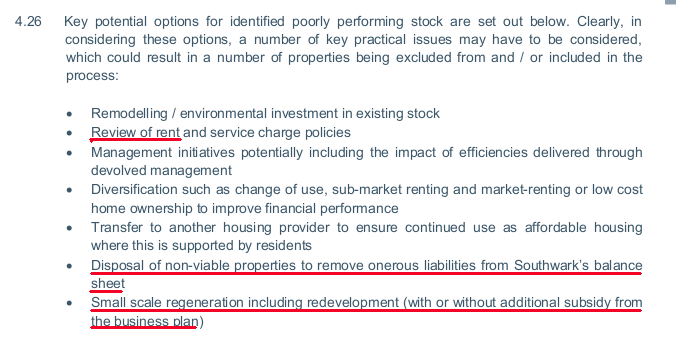 4.26 Key potential options for identified poorly performing stock are set out below. Clearly, in
considering these options, a number of key practical issues may have to be considered,
which could result in a number of properties being excluded from and / or included in the
process:
• Remodelling / environmental investment in existing stock
• Review of rent and service charge policies
• Management initiatives potentially including the impact of efficiencies delivered through
devolved management
• Diversification such as change of use, sub-market renting and market-renting or low cost
home ownership to improve financial performance
• Transfer to another housing provider to ensure continued use as affordable housing
where this is supported by residents
• Disposal of non-viable properties to remove onerous liabilities from Southwark's balance
sheet
• Small scale regeneration including redevelopment (with or without additional subsidy from
the business plan)